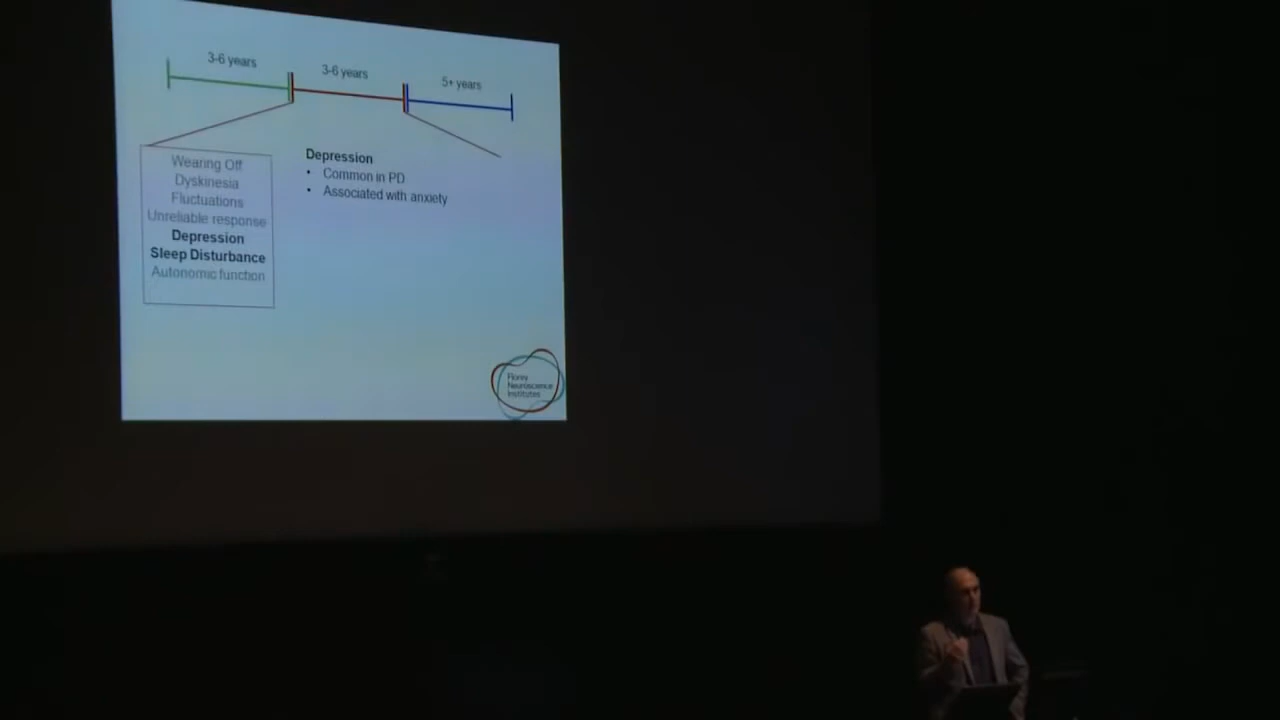 3-6 years
3-6 years
5+ years
Wearing Off
Dyskinesia
Fluctuations
Unreliable response
Depression
Sleep Disturbance
Autonomic function
Depression
• Common in PD
• Associated with anxiety
Florey
Neuroscience
Institutes